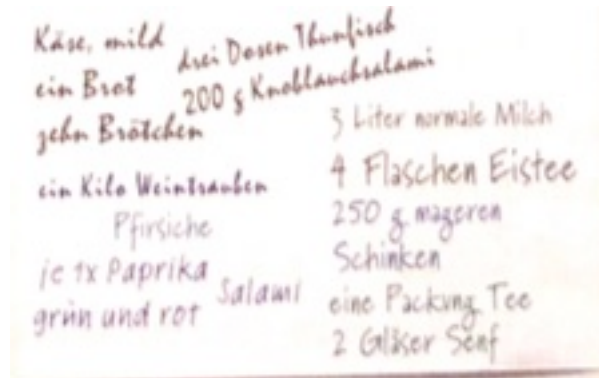 Käse, mild
ein Brot
zehn Brötchen
drei Dosen Thunfisch
200 g Knoblauchsalami
ein Kilo Weintrauben
Pfirsiche
je 1x Paprika
grün und rot
Salami
3 Liter normale Milch
4 Flaschen Eistee
250 g mageren
Schinken
eine Packung Tee
2 Gläser Senf